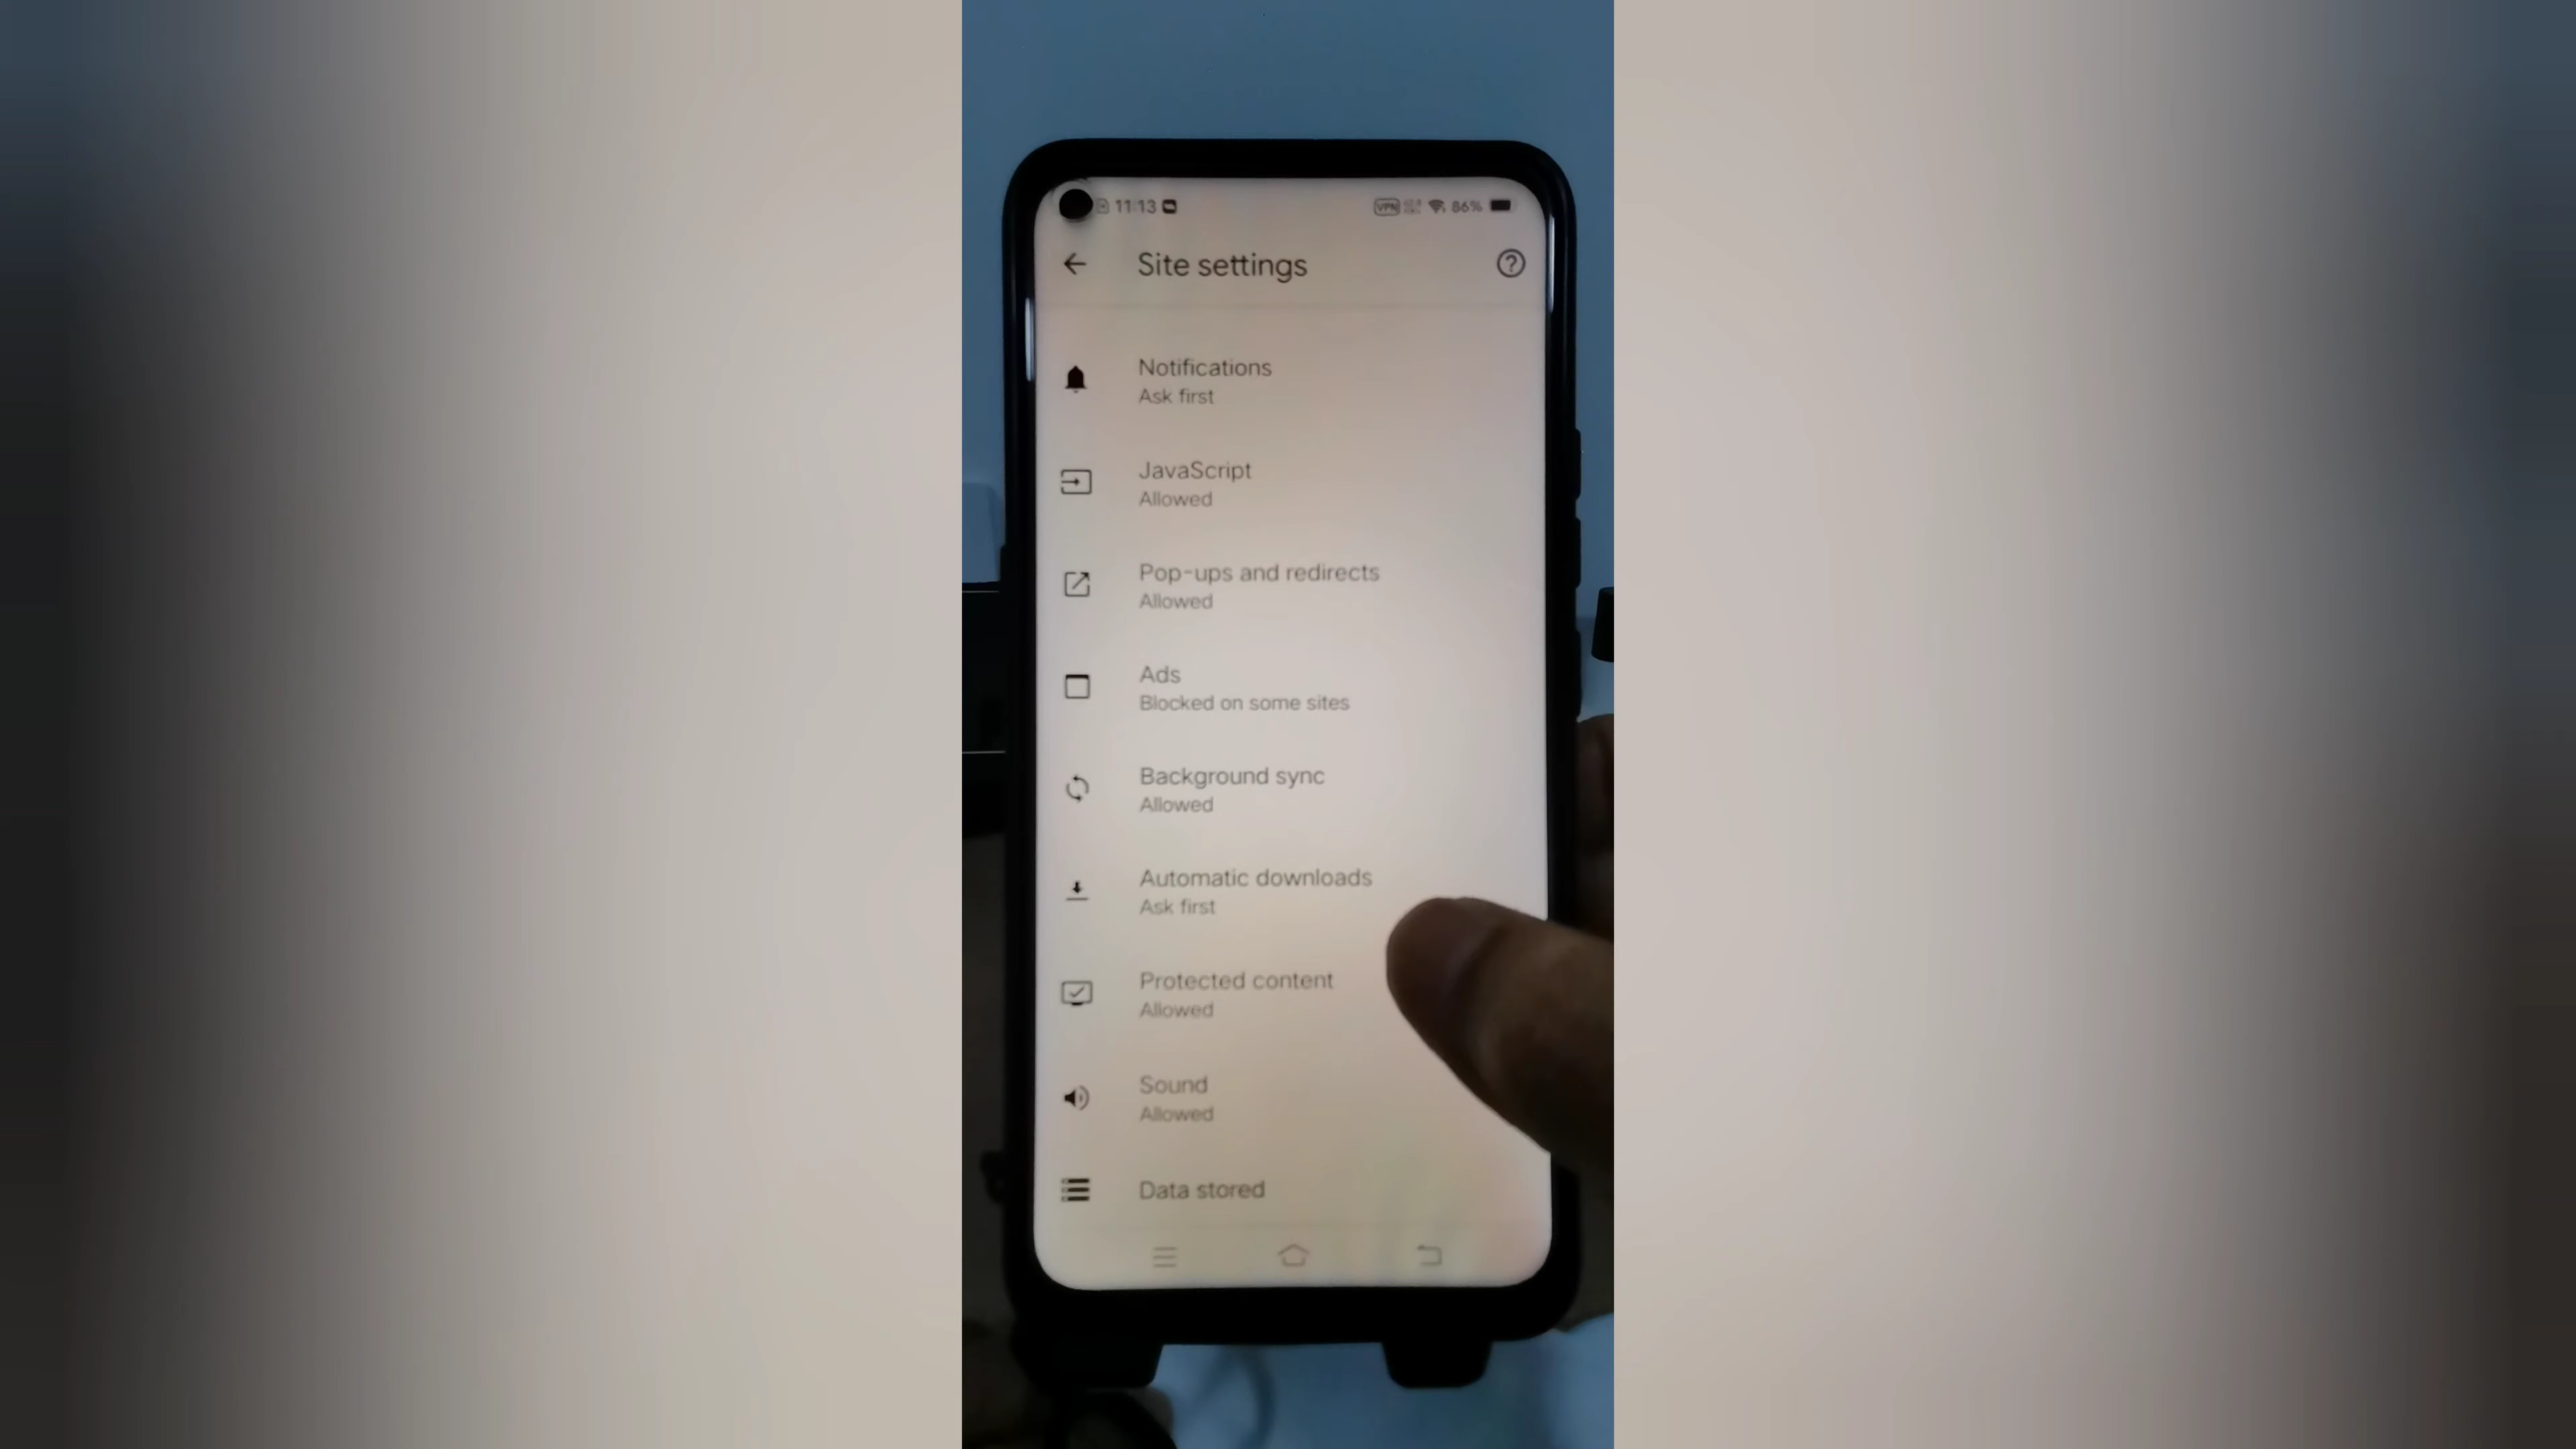 11:13
VPN 86%
Site settings
Notifications
Ask first
JavaScript
Allowed
Pop-ups and redirects
Allowed
Ads
Blocked on some sites
Background sync
Allowed
Automatic downloads
Ask first
Protected content
Allowed
Sound
Allowed
Data stored